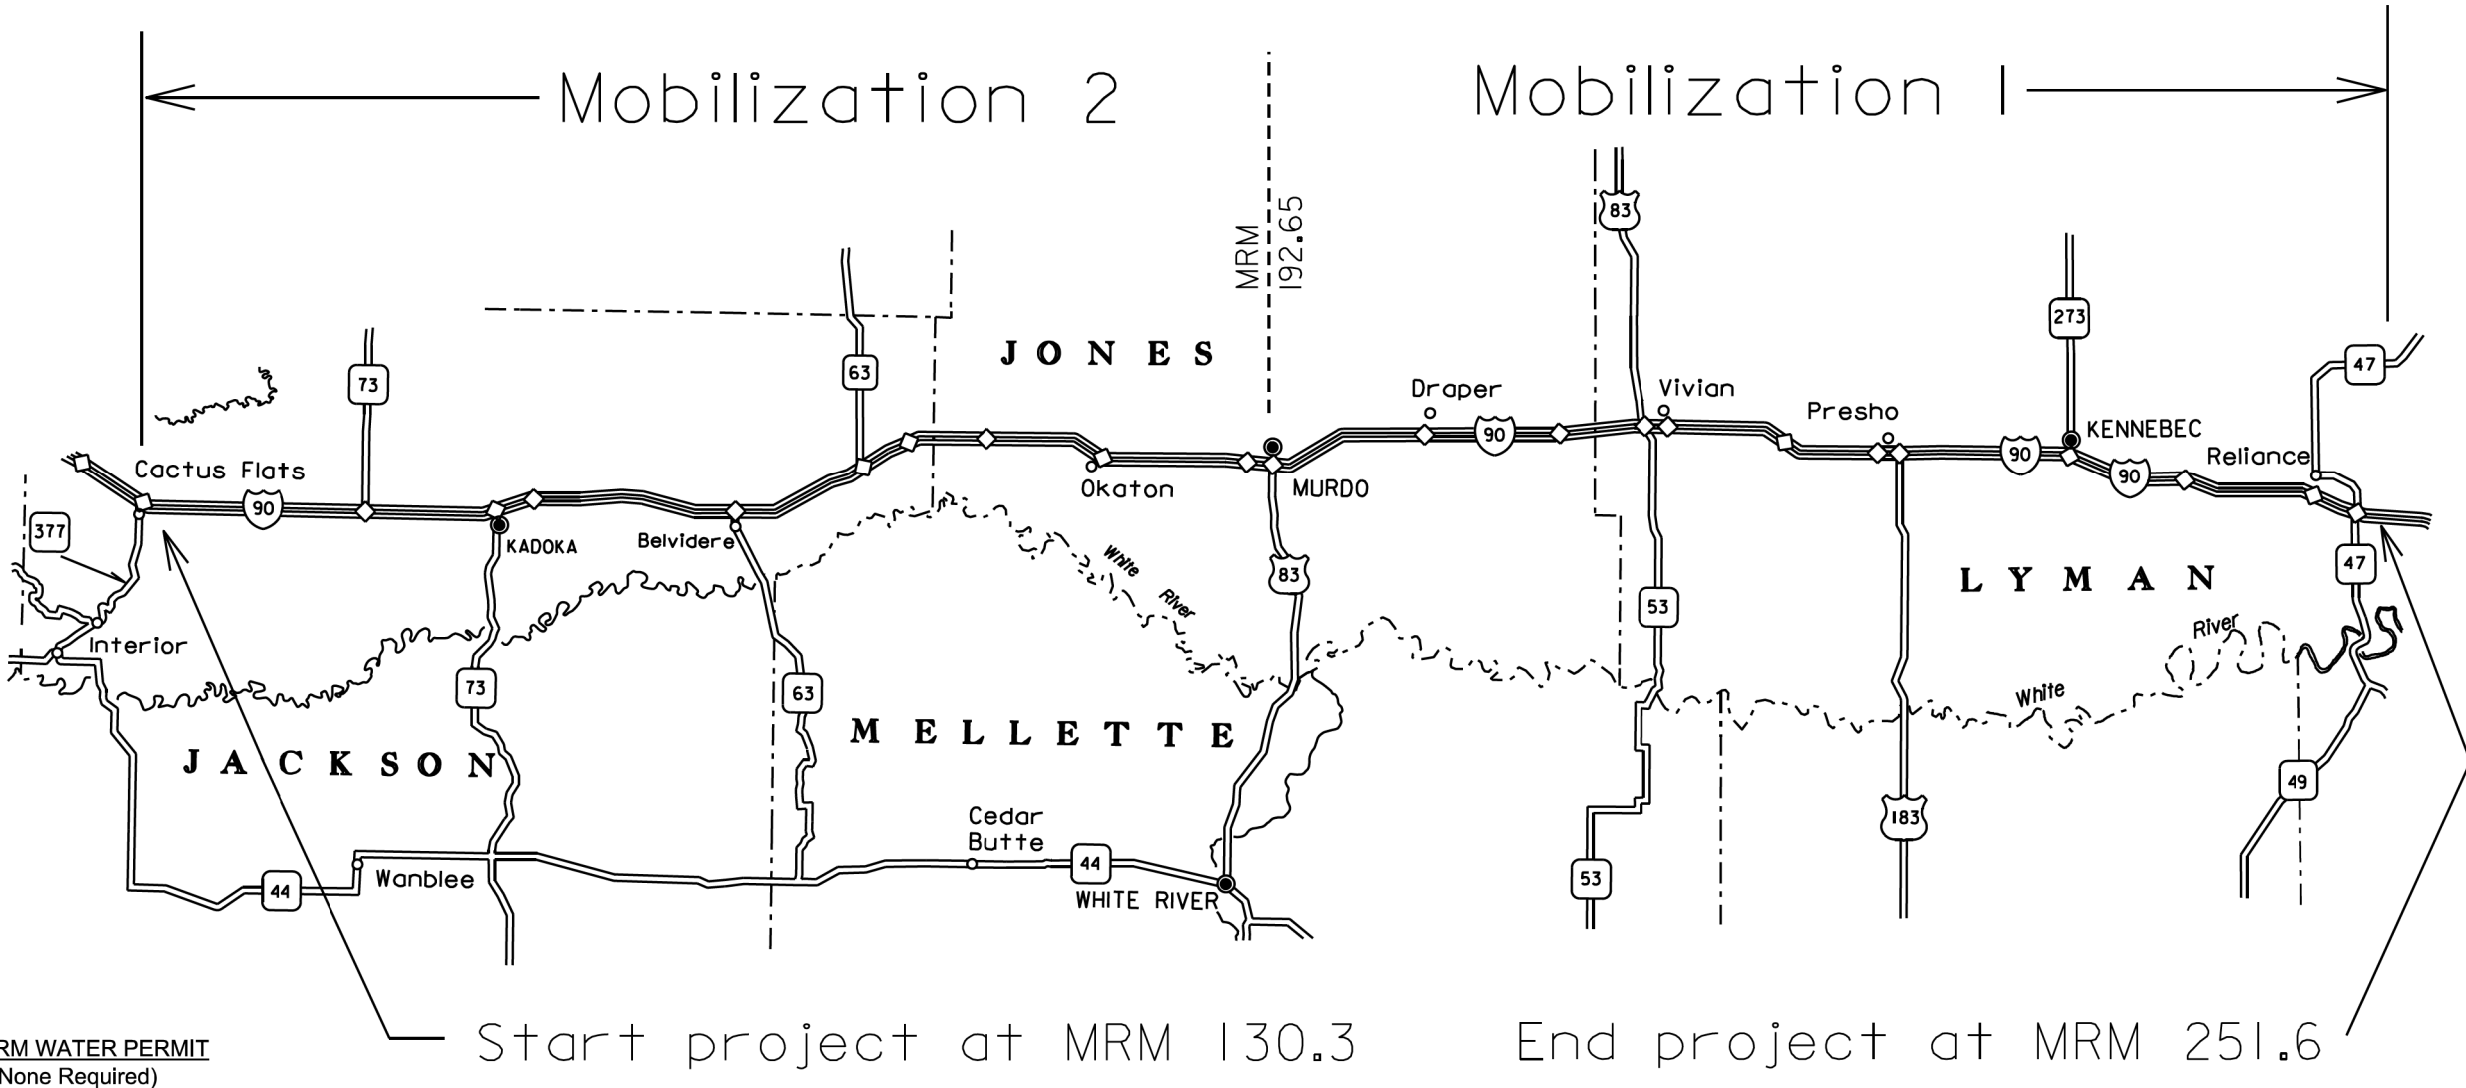 Mobilization 2
Mobilization 1
MRM
192.65
83
273
47
73
63
JONES
Draper
Vivian
Presho
KENNEBEC
Reliance
90
90
90
90
Cactus Flats
Okaton
MURDO
377
KADOKA
Belvidere
White
River
83
53
47
LYMAN
Interior
River
White
73
63
JACKSON
MELLETTE
49
183
Cedar
Butte
44
44
Wanblee
WHITE RIVER
53
Start project at MRM 130.3
End project at MRM 251.6
RM WATER PERMIT
None Required)